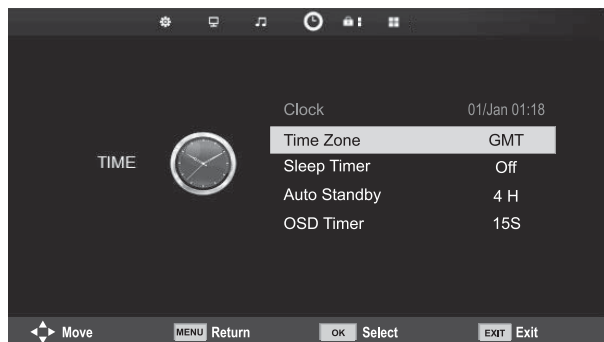 Clock 01/Jan 01:18
Time Zone GMT
TIME
Sleep Timer Off
Auto Standby 4 H
OSD Timer 15S
Move MENU Return OK Select EXIT Exit